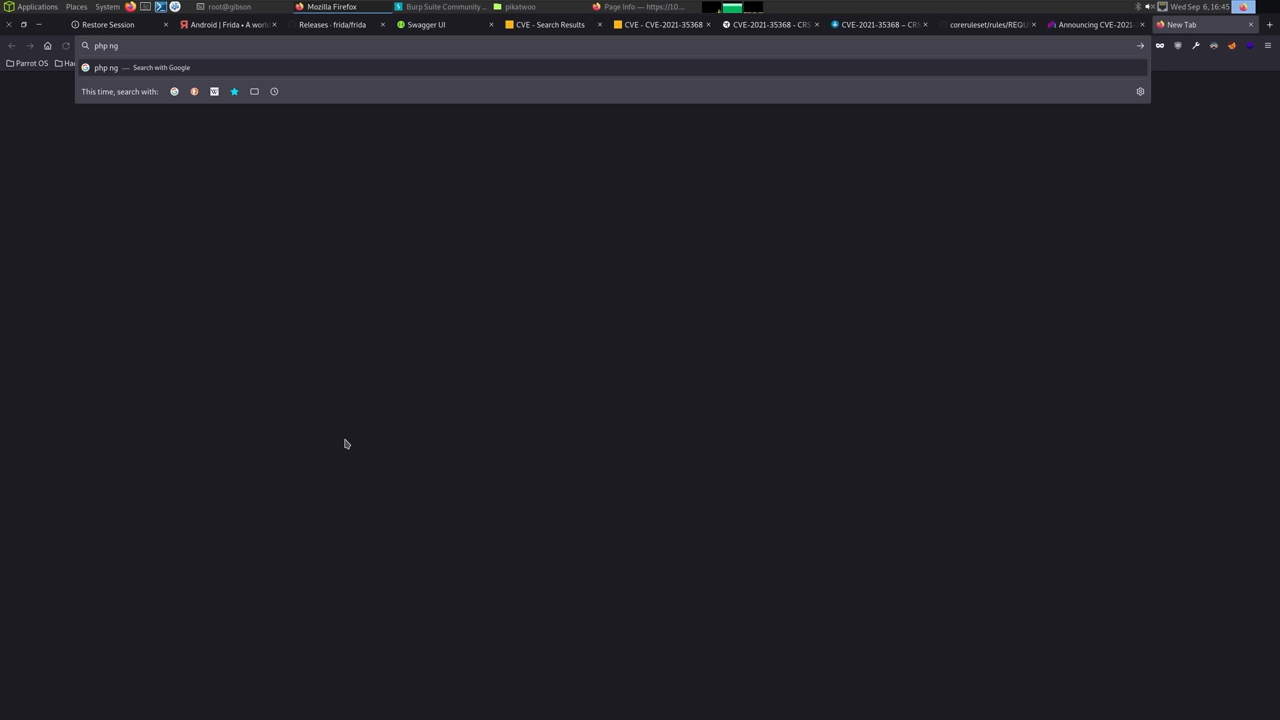 Applications Places System root@gibson Mozilla Firefox Burp Suite Community ... pikatwoo Page Info — https://10.... Wed Sep 6, 16:45
Restore Session Android | Frida • A worl Releases · frida/frida Swagger UI CVE - Search Results CVE - CVE-2021-35368 CVE-2021-35368 - CRS CVE-2021-35368 – CRS coreruleset/rules/REQU Announcing CVE-2021- New Tab
php ng
Parrot OS Ha
php ng — Search with Google
This time, search with: